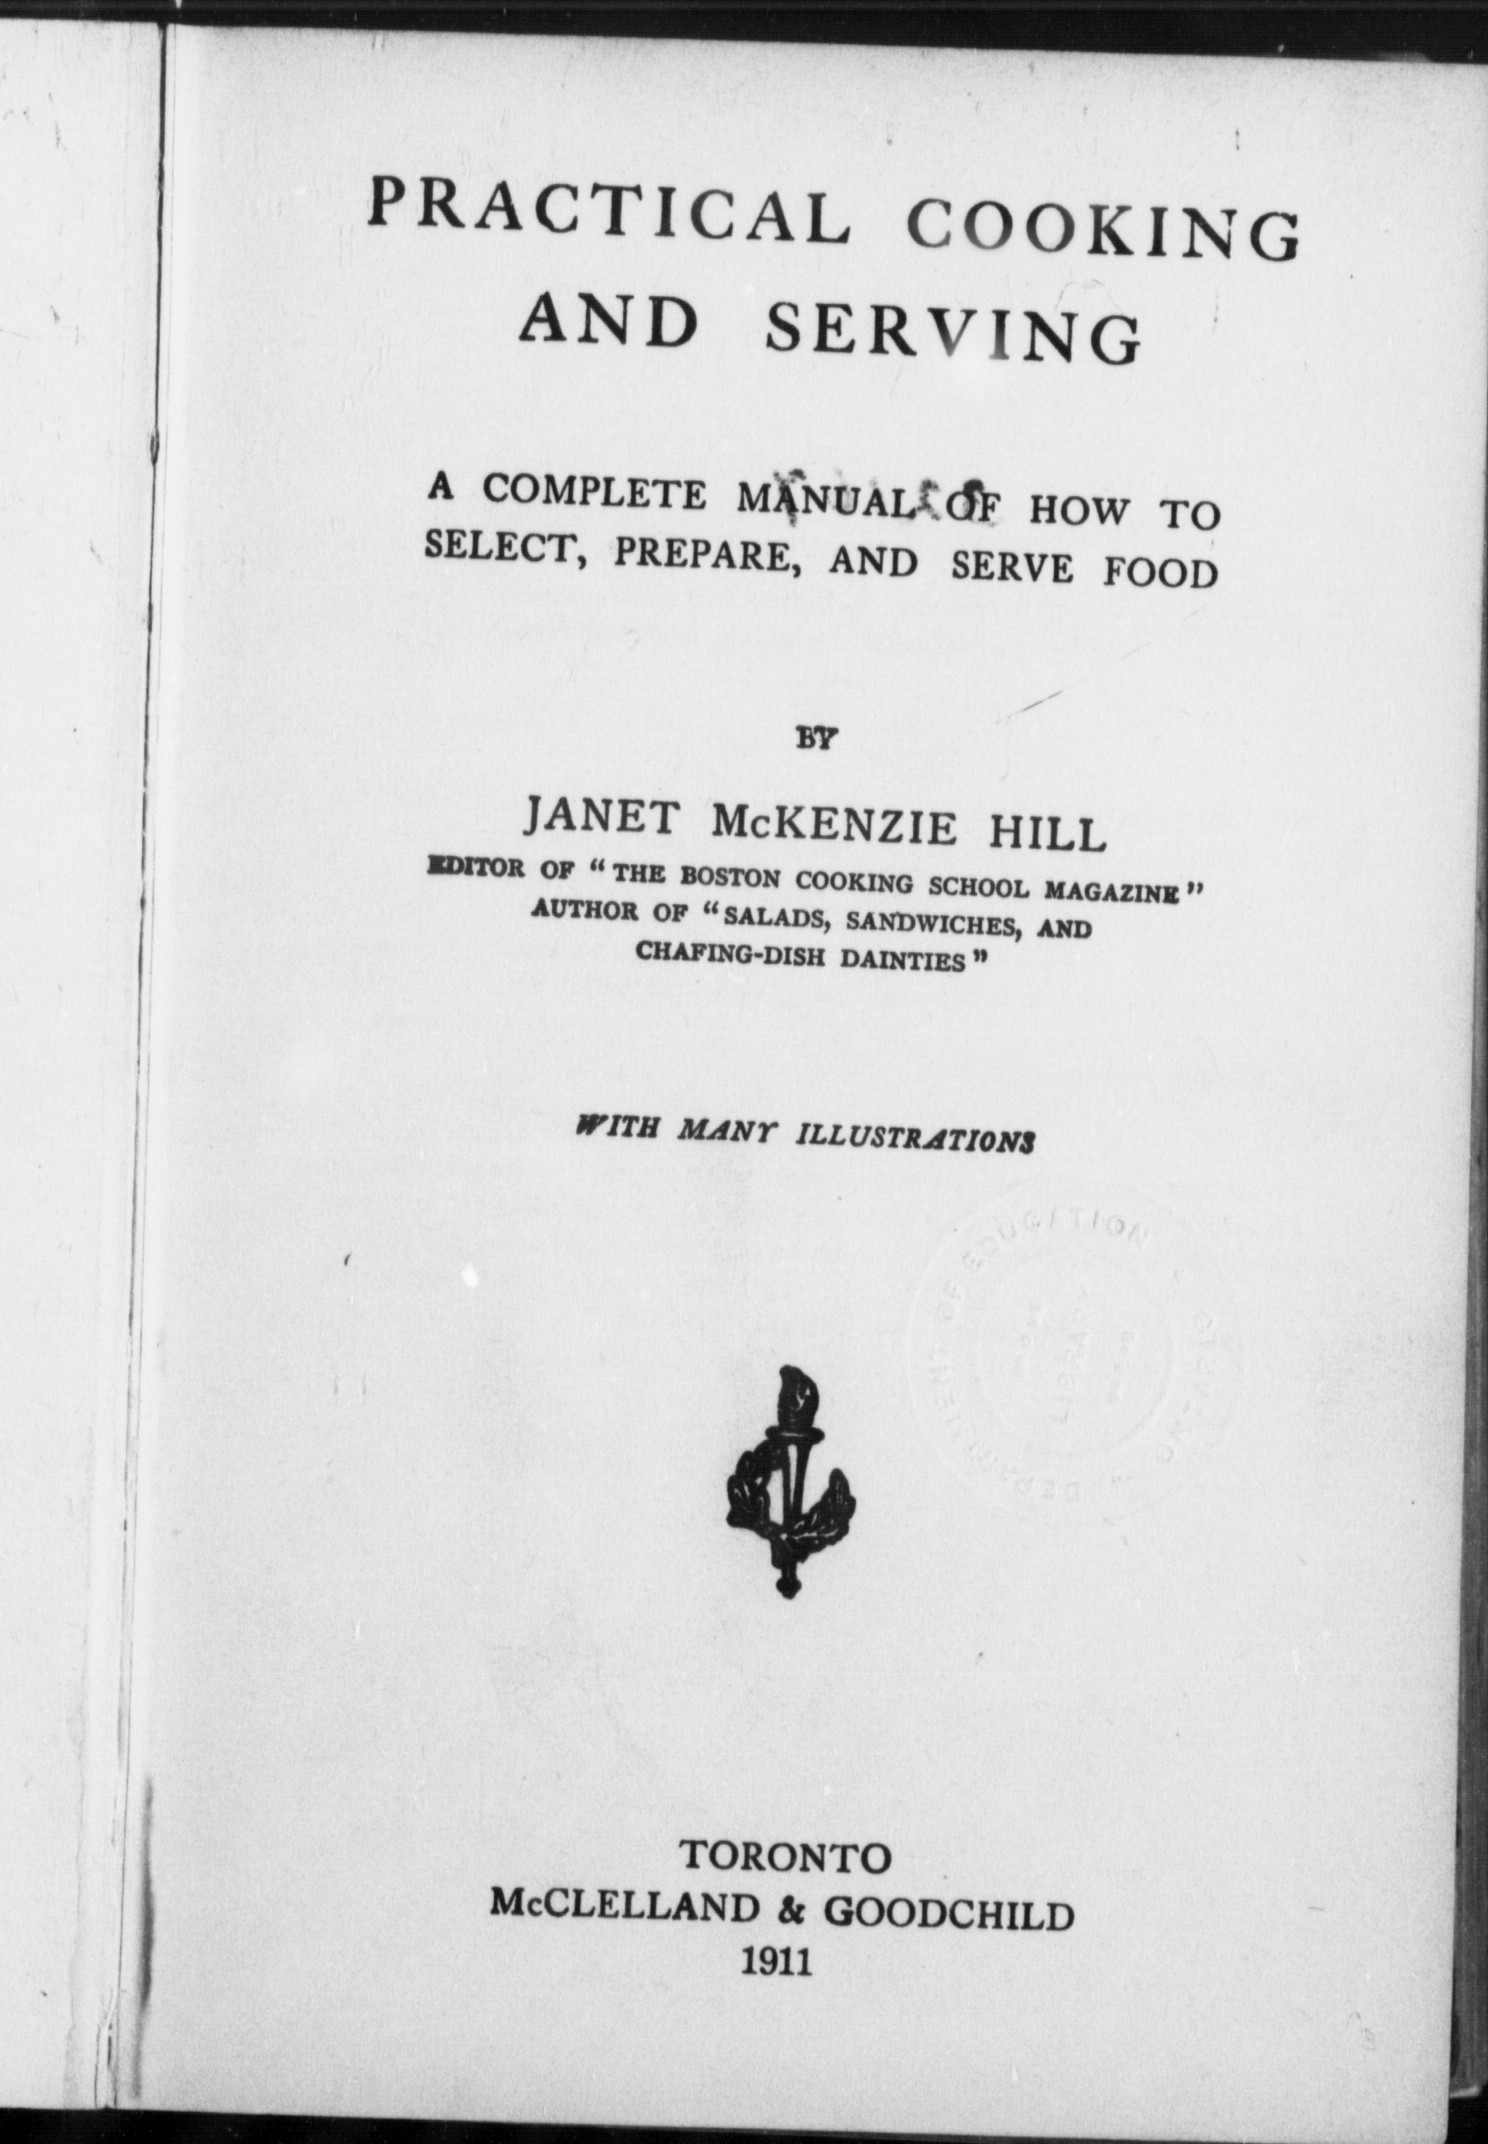 PRACTICAL COOKING
AND SERVING
A COMPLETE MANUAL OF HOW TO
SELECT, PREPARE, AND SERVE FOOD
BY
JANET McKENZIE HILL
EDITOR OF “THE BOSTON COOKING SCHOOL MAGAZINE”
AUTHOR OF “SALADS, SANDWICHES, AND
CHAFING-DISH DAINTIES”
WITH MANY ILLUSTRATIONS
TORONTO
McCLELLAND & GOODCHILD
1911